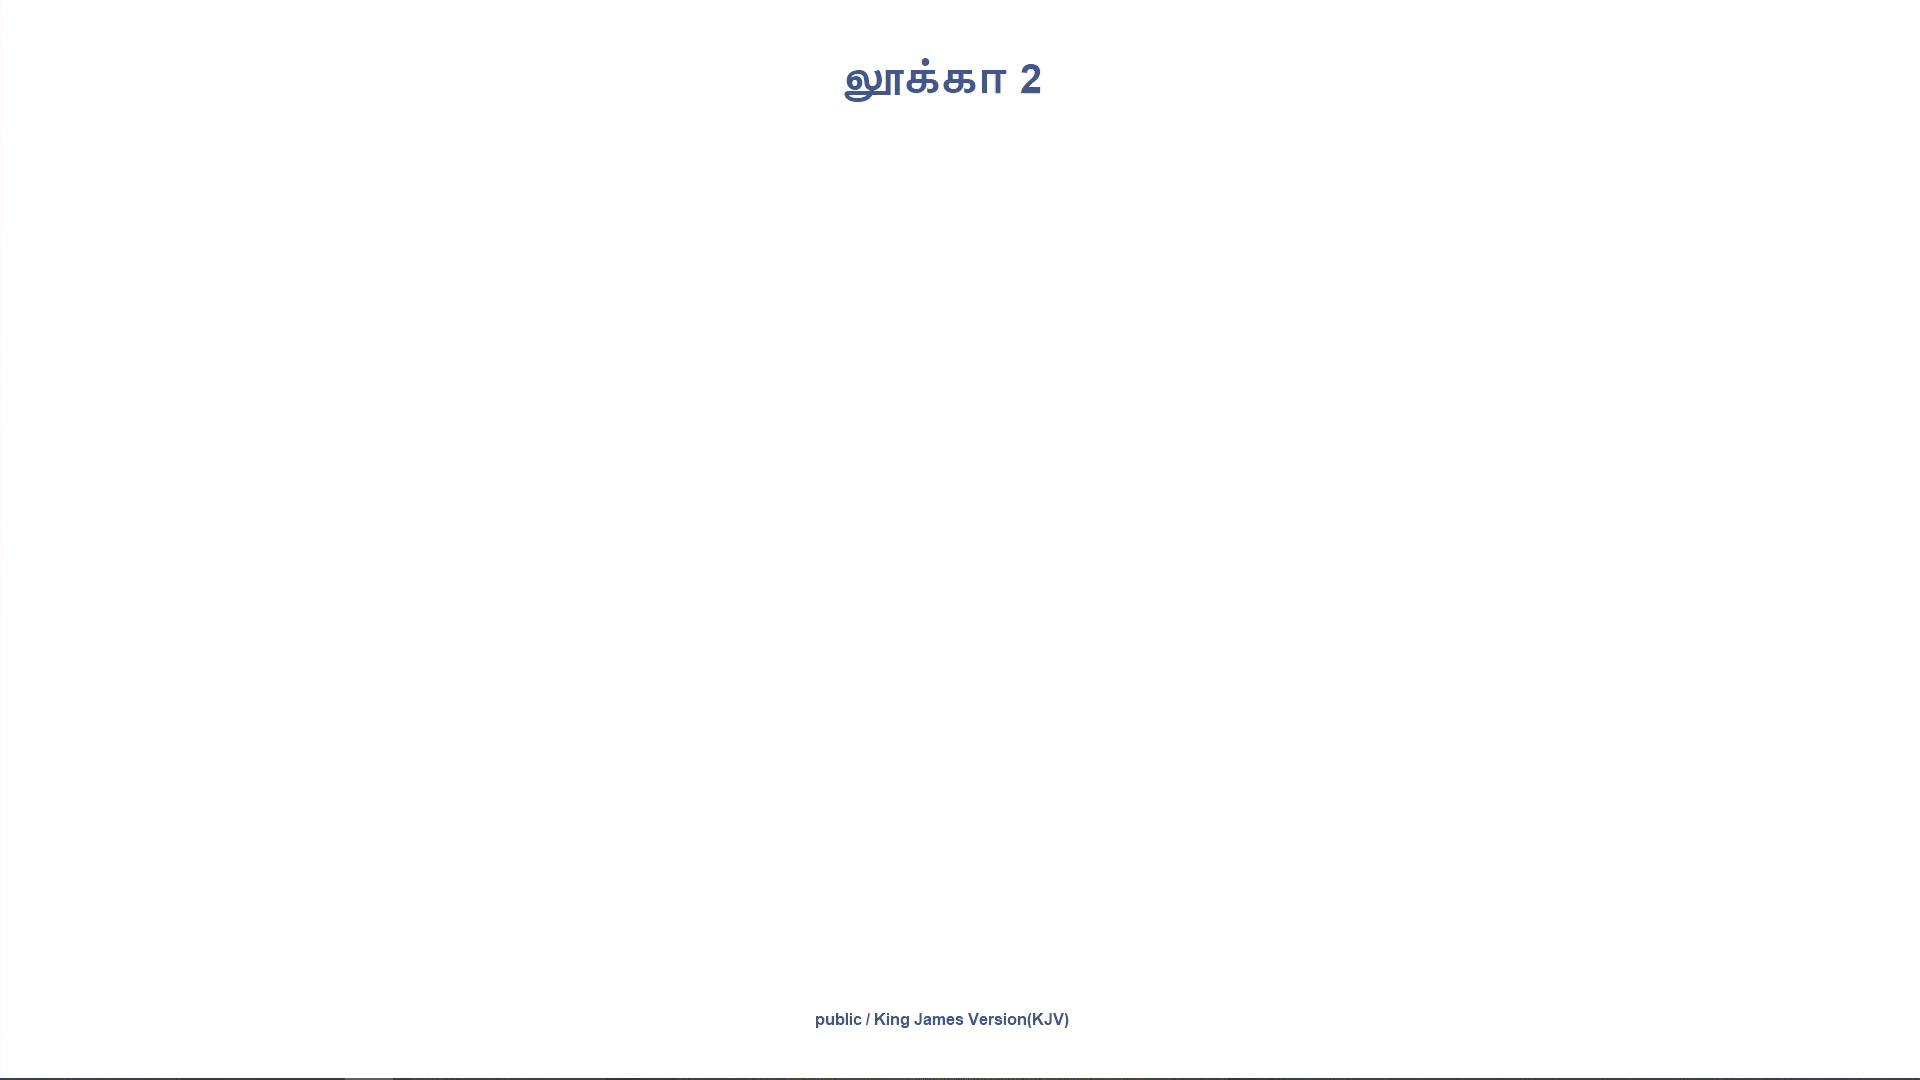 லூக்கா 2
public / King James Version(KJV)